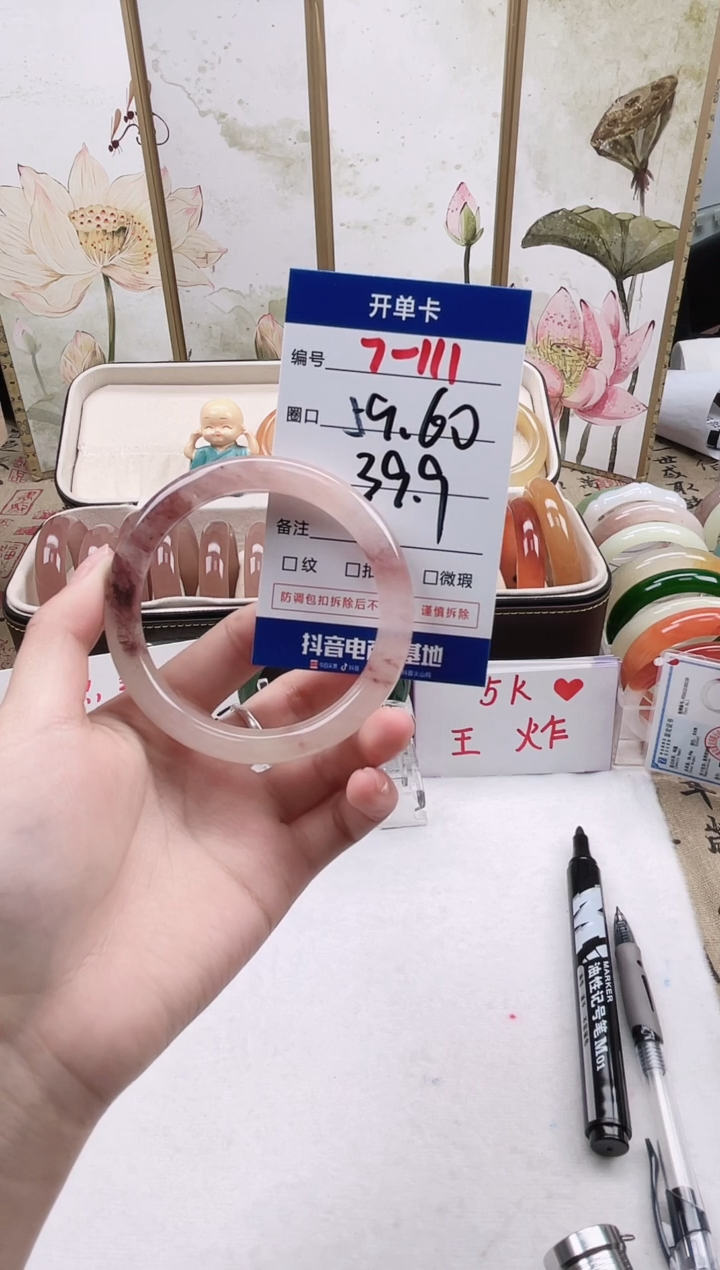 开单卡
编号 7-111
圈口 59.60
39.9
备注
□纹 □ □微瑕
防调包扣拆除后不 谨慎拆除
抖音电商基地
5K ❤
王 炸
MARKER
油性记号笔 M01